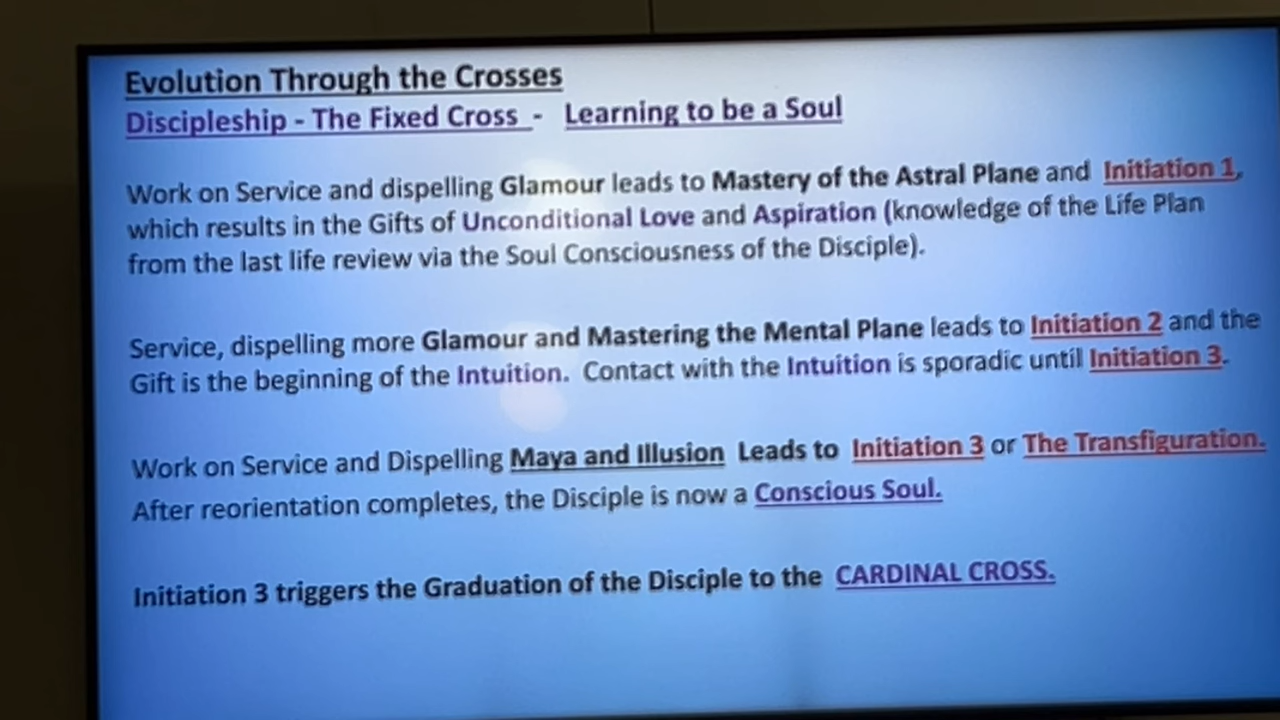 Evolution Through the Crosses
Discipleship - The Fixed Cross - Learning to be a Soul
Work on Service and dispelling Glamour leads to Mastery of the Astral Plane and Initiation 1,
which results in the Gifts of Unconditional Love and Aspiration (knowledge of the Life Plan
from the last life review via the Soul Consciousness of the Disciple).
Service, dispelling more Glamour and Mastering the Mental Plane leads to Initiation 2 and the
Gift is the beginning of the Intuition. Contact with the Intuition is sporadic until Initiation 3.
Work on Service and Dispelling Maya and Illusion Leads to Initiation 3 or The Transfiguration.
After reorientation completes, the Disciple is now a Conscious Soul.
Initiation 3 triggers the Graduation of the Disciple to the CARDINAL CROSS.